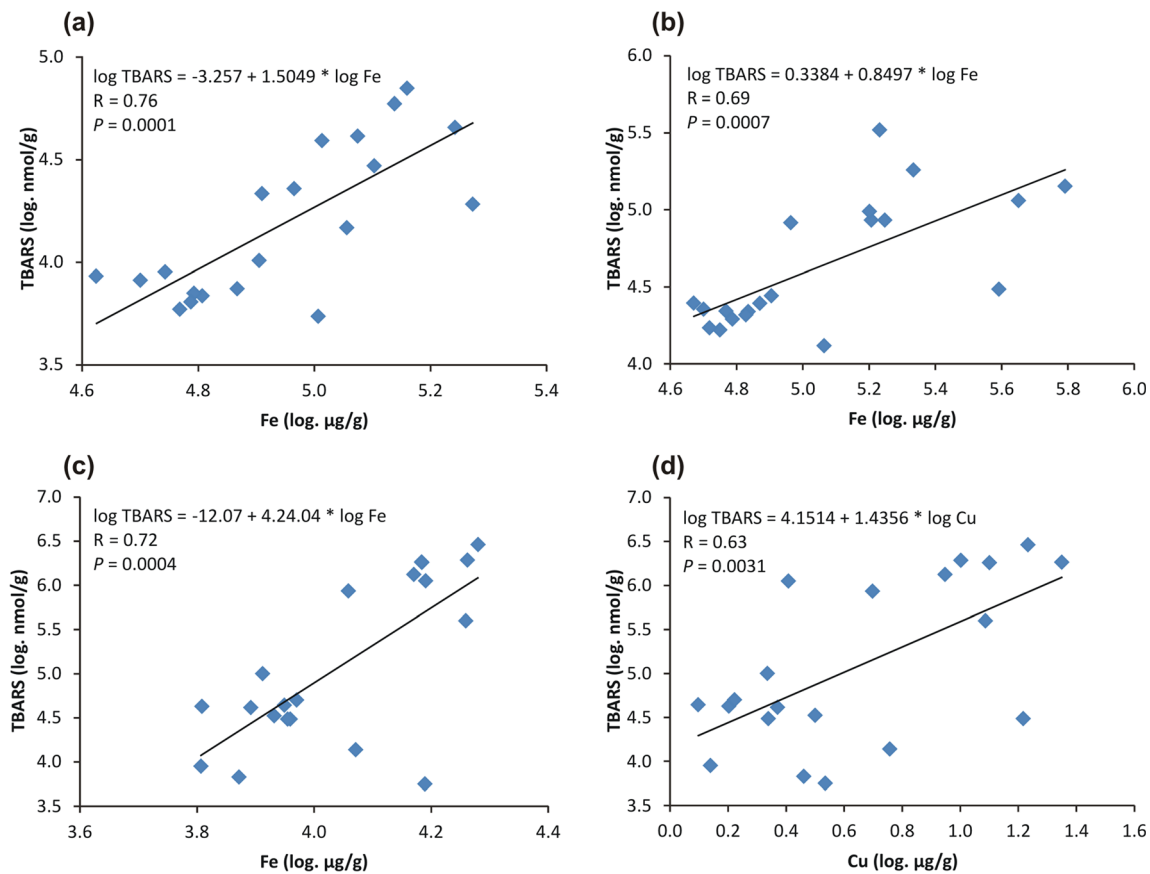 (a)
log TBARS = -3.257 + 1.5049 * log Fe
R = 0.76
P = 0.0001
TBARS (log. nmol/g)
5.0
4.5
4.0
3.5
4.6 4.8 5.0 5.2 5.4
Fe (log. µg/g)
(b)
log TBARS = 0.3384 + 0.8497 * log Fe
R = 0.69
P = 0.0007
TBARS (log. nmol/g)
6.0
5.5
5.0
4.5
4.0
4.6 4.8 5.0 5.2 5.4 5.6 5.8 6.0
Fe (log. µg/g)
(c)
log TBARS = -12.07 + 4.24.04 * log Fe
R = 0.72
P = 0.0004
TBARS (log. nmol/g)
7.0
6.5
6.0
5.5
5.0
4.5
4.0
3.5
3.6 3.8 4.0 4.2 4.4
Fe (log. µg/g)
(d)
log TBARS = 4.1514 + 1.4356 * log Cu
R = 0.63
P = 0.0031
TBARS (log. nmol/g)
7.0
6.5
6.0
5.5
5.0
4.5
4.0
3.5
0.0 0.2 0.4 0.6 0.8 1.0 1.2 1.4 1.6
Cu (log. µg/g)